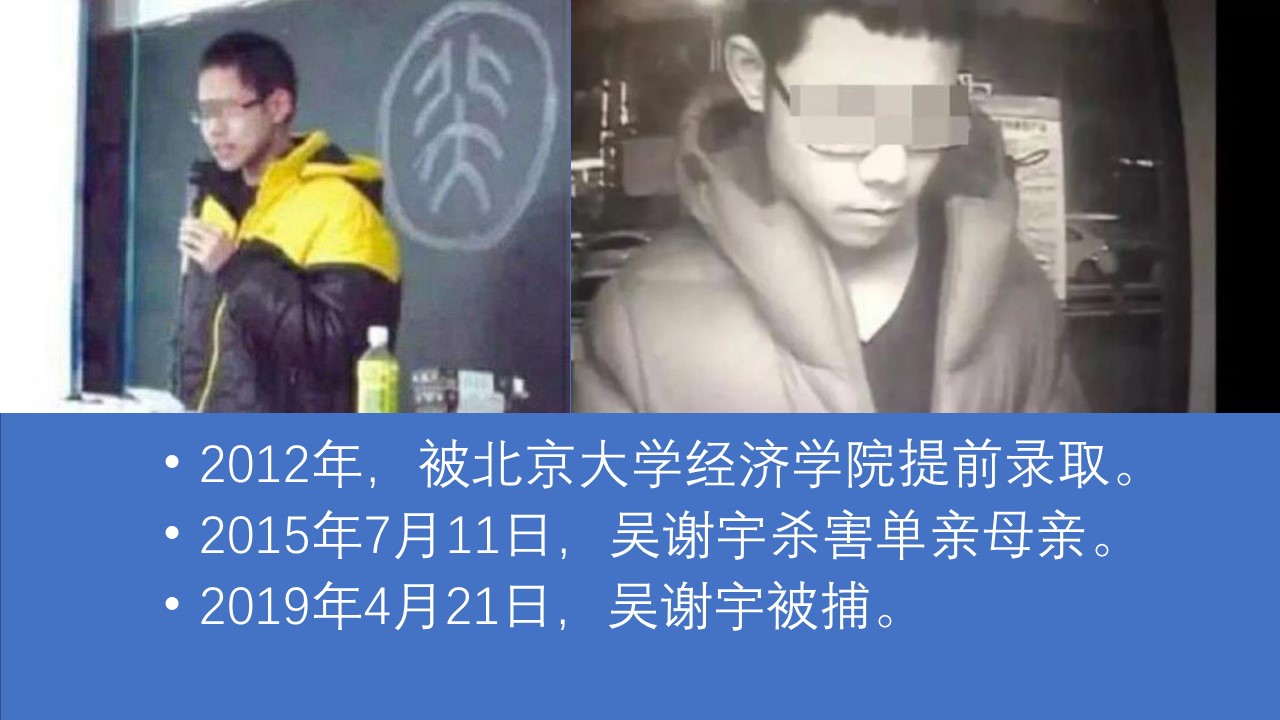 • 2012年，被北京大学经济学院提前录取。
• 2015年7月11日，吴谢宇杀害单亲母亲。
• 2019年4月21日，吴谢宇被捕。